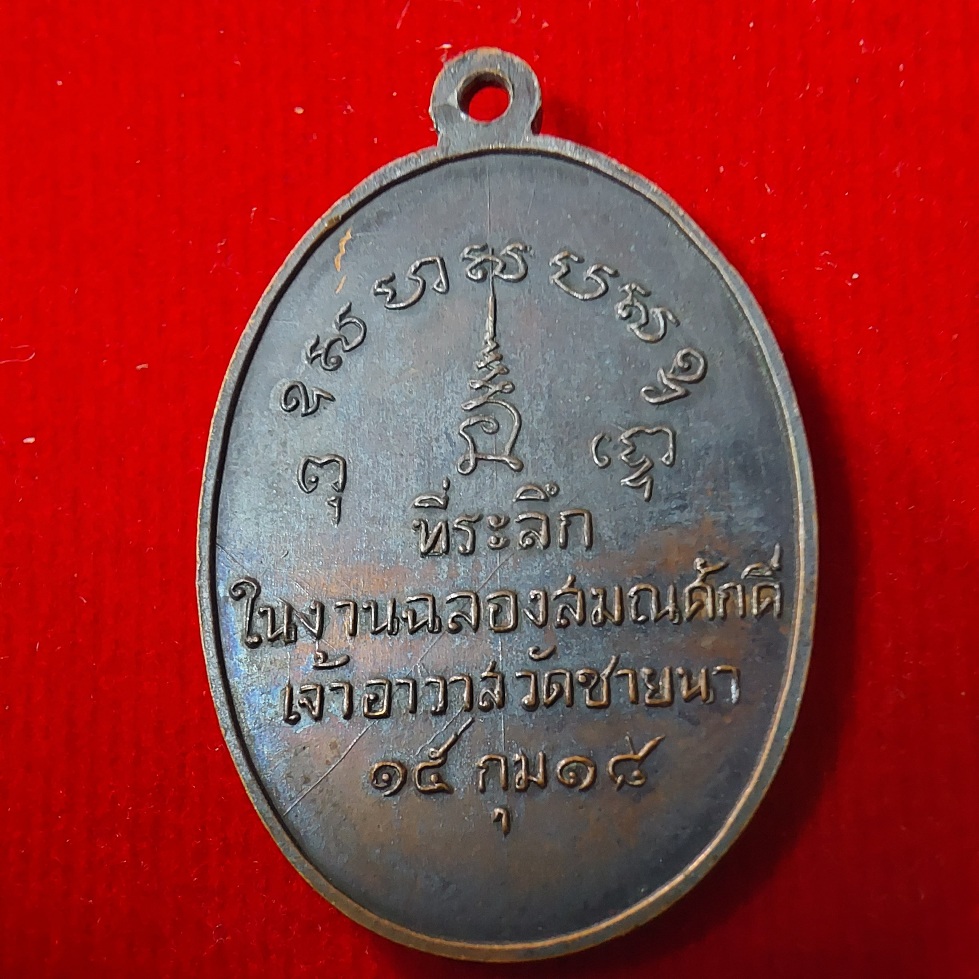 ที่ระลึก
ในงานฉลองสมณศักดิ์
เจ้าอาวาสวัดชายนา
๑๕ กุม ๑๘